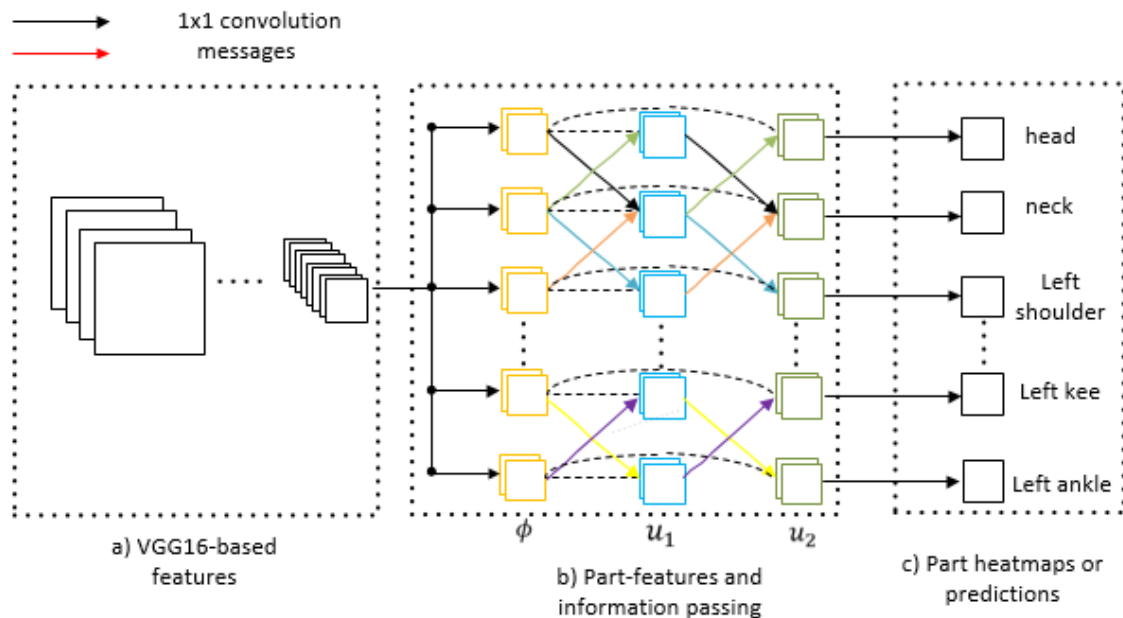 1x1 convolution
messages
head
neck
Left
shoulder
Left kee
Left ankle
ϕ u₁ u₂
a) VGG16-based
features
b) Part-features and
information passing
c) Part heatmaps or
predictions